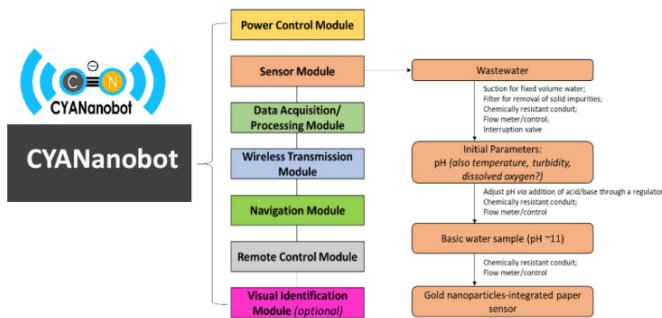 C
N
CYANanobot
CYANanobot
Power Control Module
Sensor Module
Data Acquisition/
Processing Module
Wireless Transmission
Module
Navigation Module
Remote Control Module
Visual Identification
Module (optional)
Wastewater
Suction for fixed volume water;
Filter for removal of solid impurities;
Chemically resistant conduit;
Flow meter/control;
Interruption valve
Initial Parameters:
pH (also temperature, turbidity,
dissolved oxygen?)
Adjust pH via addition of acid/base through a regulator
Chemically resistant conduit;
Flow meter/control
Basic water sample (pH ~11)
Chemically resistant conduit;
Flow meter/control
Gold nanoparticles-integrated paper
sensor